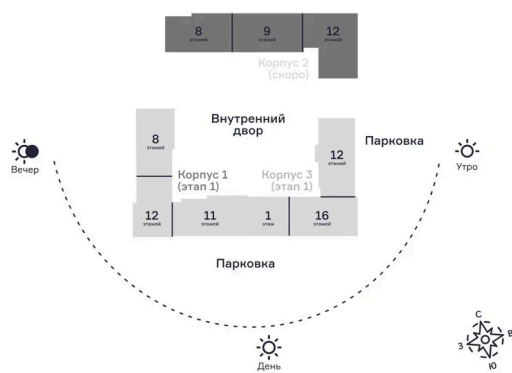 8
этажей
9
этажей
12
этажей
Корпус 2
(скоро)
Внутренний
двор
8
этажей
Парковка
12
этажей
Вечер
Утро
Корпус 1
(этап 1)
Корпус 3
(этап 1)
12
этажей
11
этажей
1
этаж
16
этажей
Парковка
День
С
В
З
Ю